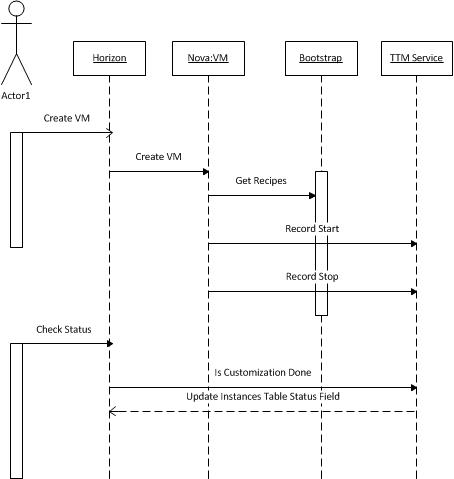 Horizon
Nova:VM
Bootstrap
TTM Service
Actor1
Create VM
Create VM
Get Recipes
Record Start
Record Stop
Check Status
Is Customization Done
Update Instances Table Status Field